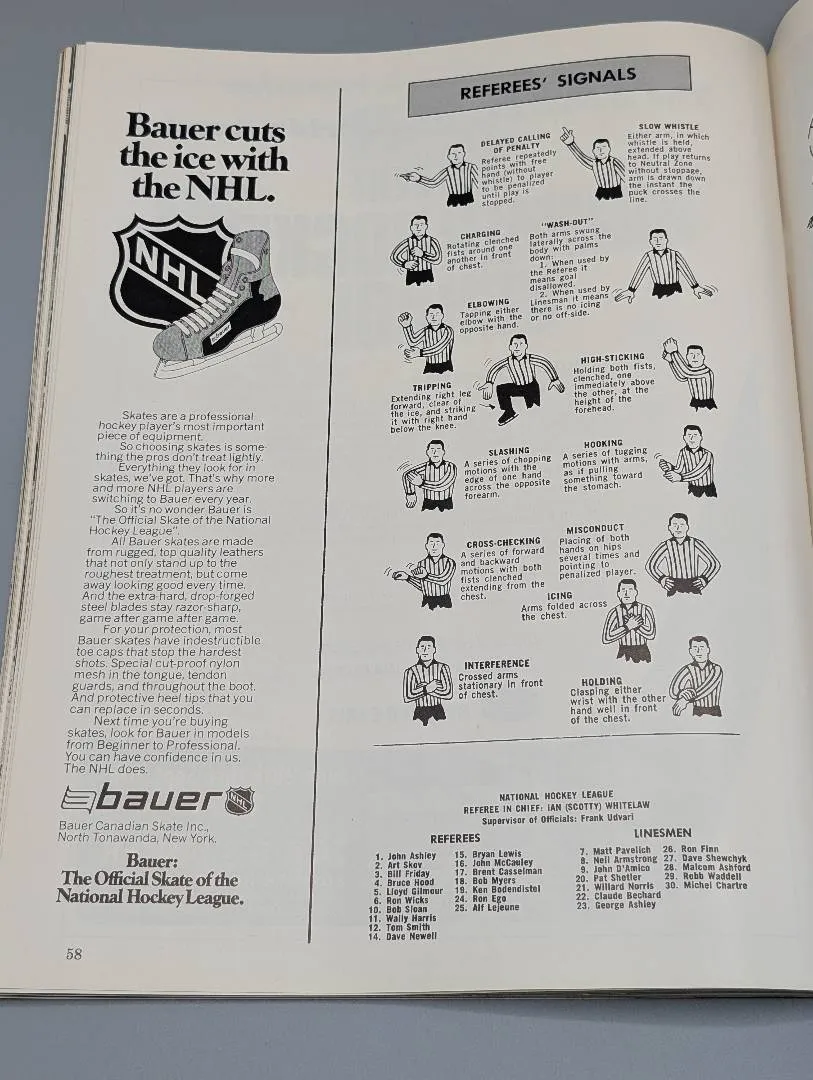 Bauer cuts
the ice with
the NHL.
NHL
bauer
Skates are a professional
hockey player's most important
piece of equipment.
So choosing skates is some-
thing the pros don't treat lightly.
Everything they look for in
skates, we've got. That's why more
and more NHL players are
switching to Bauer every year.
So it's no wonder Bauer is
"The Official Skate of the National
Hockey League".
All Bauer skates are made
from rugged, top quality leathers
that not only stand up to the
roughest treatment, but come
away looking good every time.
And the extra-hard, drop-forged
steel blades stay razor-sharp,
game after game after game.
For your protection, most
Bauer skates have indestructible
toe caps that stop the hardest
shots. Special cut-proof nylon
mesh in the tongue, tendon
guards, and throughout the boot.
And protective heel tips that you
can replace in seconds.
Next time you're buying
skates, look for Bauer in models
from Beginner to Professional.
You can have confidence in us.
The NHL does.
bauer NHL
Bauer Canadian Skate Inc.,
North Tonawanda, New York.
Bauer:
The Official Skate of the
National Hockey League.
58
REFEREES' SIGNALS
DELAYED CALLING
OF PENALTY
Referee repeatedly
points with free
hand (without
whistle) to player
to be penalized
until play is
stopped.
SLOW WHISTLE
Either arm, in which
whistle is held,
extended above
head. If play returns
to Neutral Zone
without stoppage,
arm is drawn down
the instant the
puck crosses the
line.
CHARGING
Rotating clenched
fists around one
another in front
of chest.
"WASH-OUT"
Both arms swung
laterally across the
body with palms
down:
1. When used by
the Referee it
means goal
disallowed.
2. When used by
Linesman it means
there is no icing
or no off-side.
ELBOWING
Tapping either
elbow with the
opposite hand.
TRIPPING
Extending right leg
forward, clear of
the ice, and striking
it with right hand
below the knee.
HIGH-STICKING
Holding both fists,
clenched, one
immediately above
the other, at the
height of the
forehead.
SLASHING
A series of chopping
motions with the
edge of one hand
across the opposite
forearm.
HOOKING
A series of tugging
motions with arms,
as if pulling
something toward
the stomach.
CROSS-CHECKING
A series of forward
and backward
motions with both
fists clenched
extending from the
chest.
MISCONDUCT
Placing of both
hands on hips
several times and
pointing to
penalized player.
ICING
Arms folded across
the chest.
INTERFERENCE
Crossed arms
stationary in front
of chest.
HOLDING
Clasping either
wrist with the other
hand well in front
of the chest.
NATIONAL HOCKEY LEAGUE
REFEREE IN CHIEF: IAN (SCOTTY) WHITELAW
Supervisor of Officials: Frank Udvari
REFEREES
1. John Ashley
2. Art Skov
3. Bill Friday
4. Bruce Hood
5. Lloyd Gilmour
6. Ron Wicks
10. Bob Sloan
11. Wally Harris
12. Tom Smith
14. Dave Newell
15. Bryan Lewis
16. John McCauley
17. Brent Casselman
18. Bob Myers
19. Ken Bodendistel
24. Ron Ego
25. Alf Lejeune
LINESMEN
7. Matt Pavelich
8. Neil Armstrong
9. John D'Amico
20. Pat Shetler
21. Willard Norris
22. Claude Bechard
23. George Ashley
26. Ron Finn
27. Dave Shewchyk
28. Malcom Ashford
29. Robb Waddell
30. Michel Chartre